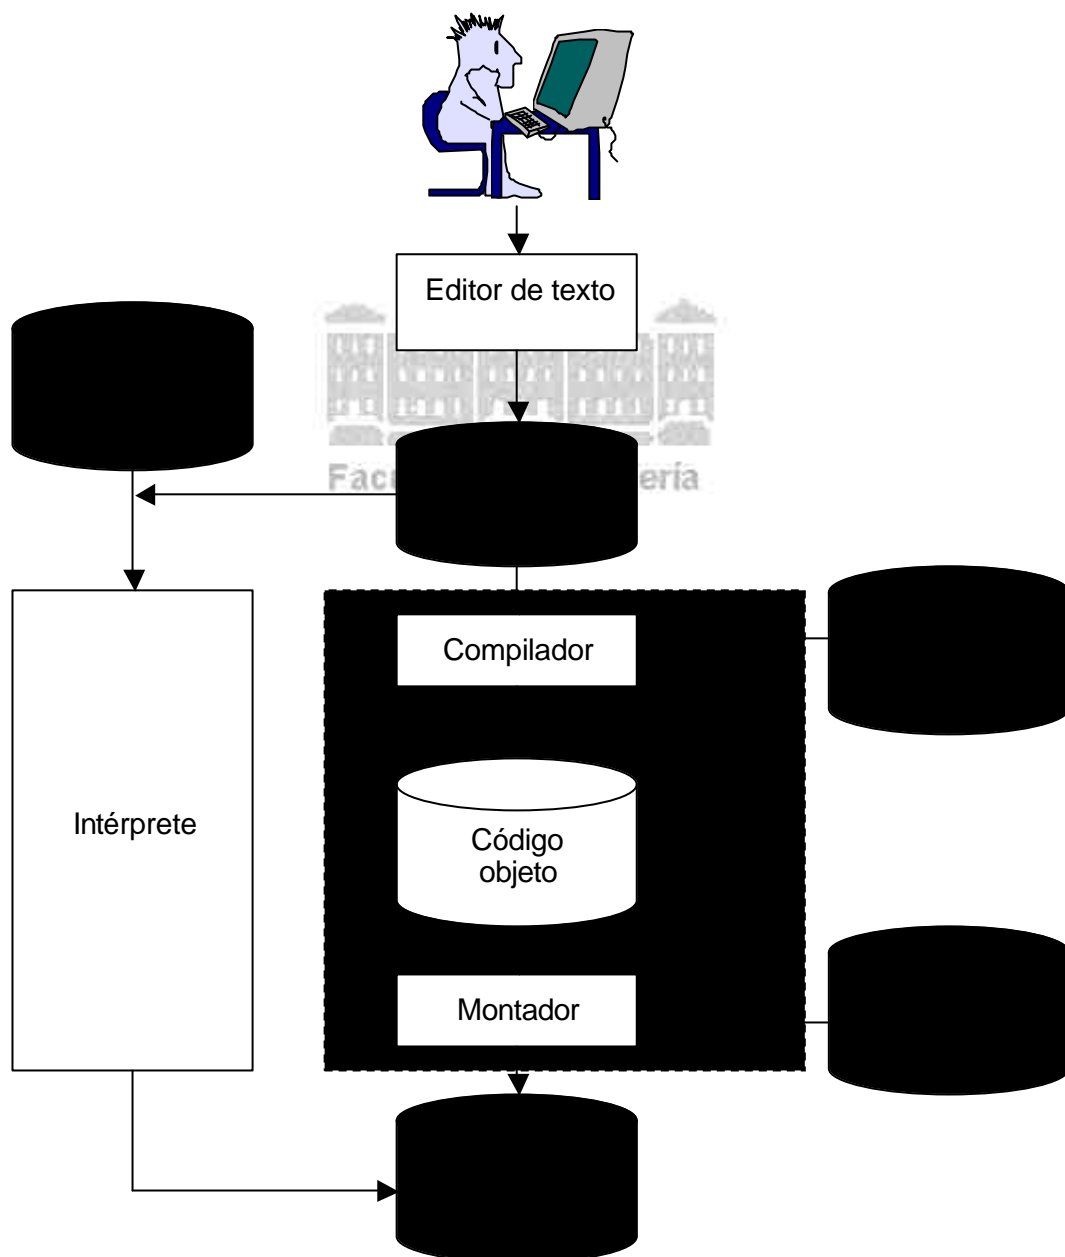 Editor de texto
Compilador
Intérprete
Código
objeto
Montador